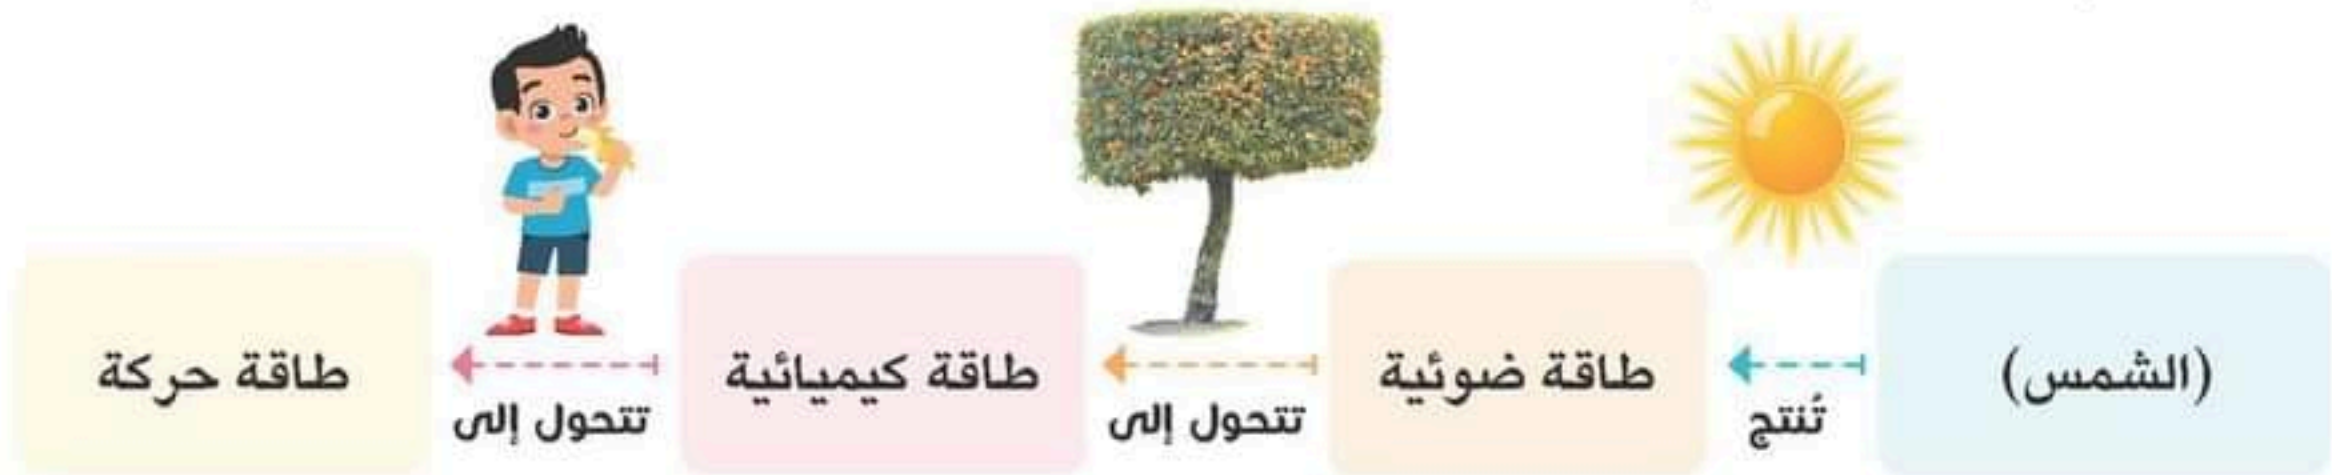 (الشمس)
تُنتج
طاقة ضوئية
تتحول إلى
طاقة كيميائية
تتحول إلى
طاقة حركة